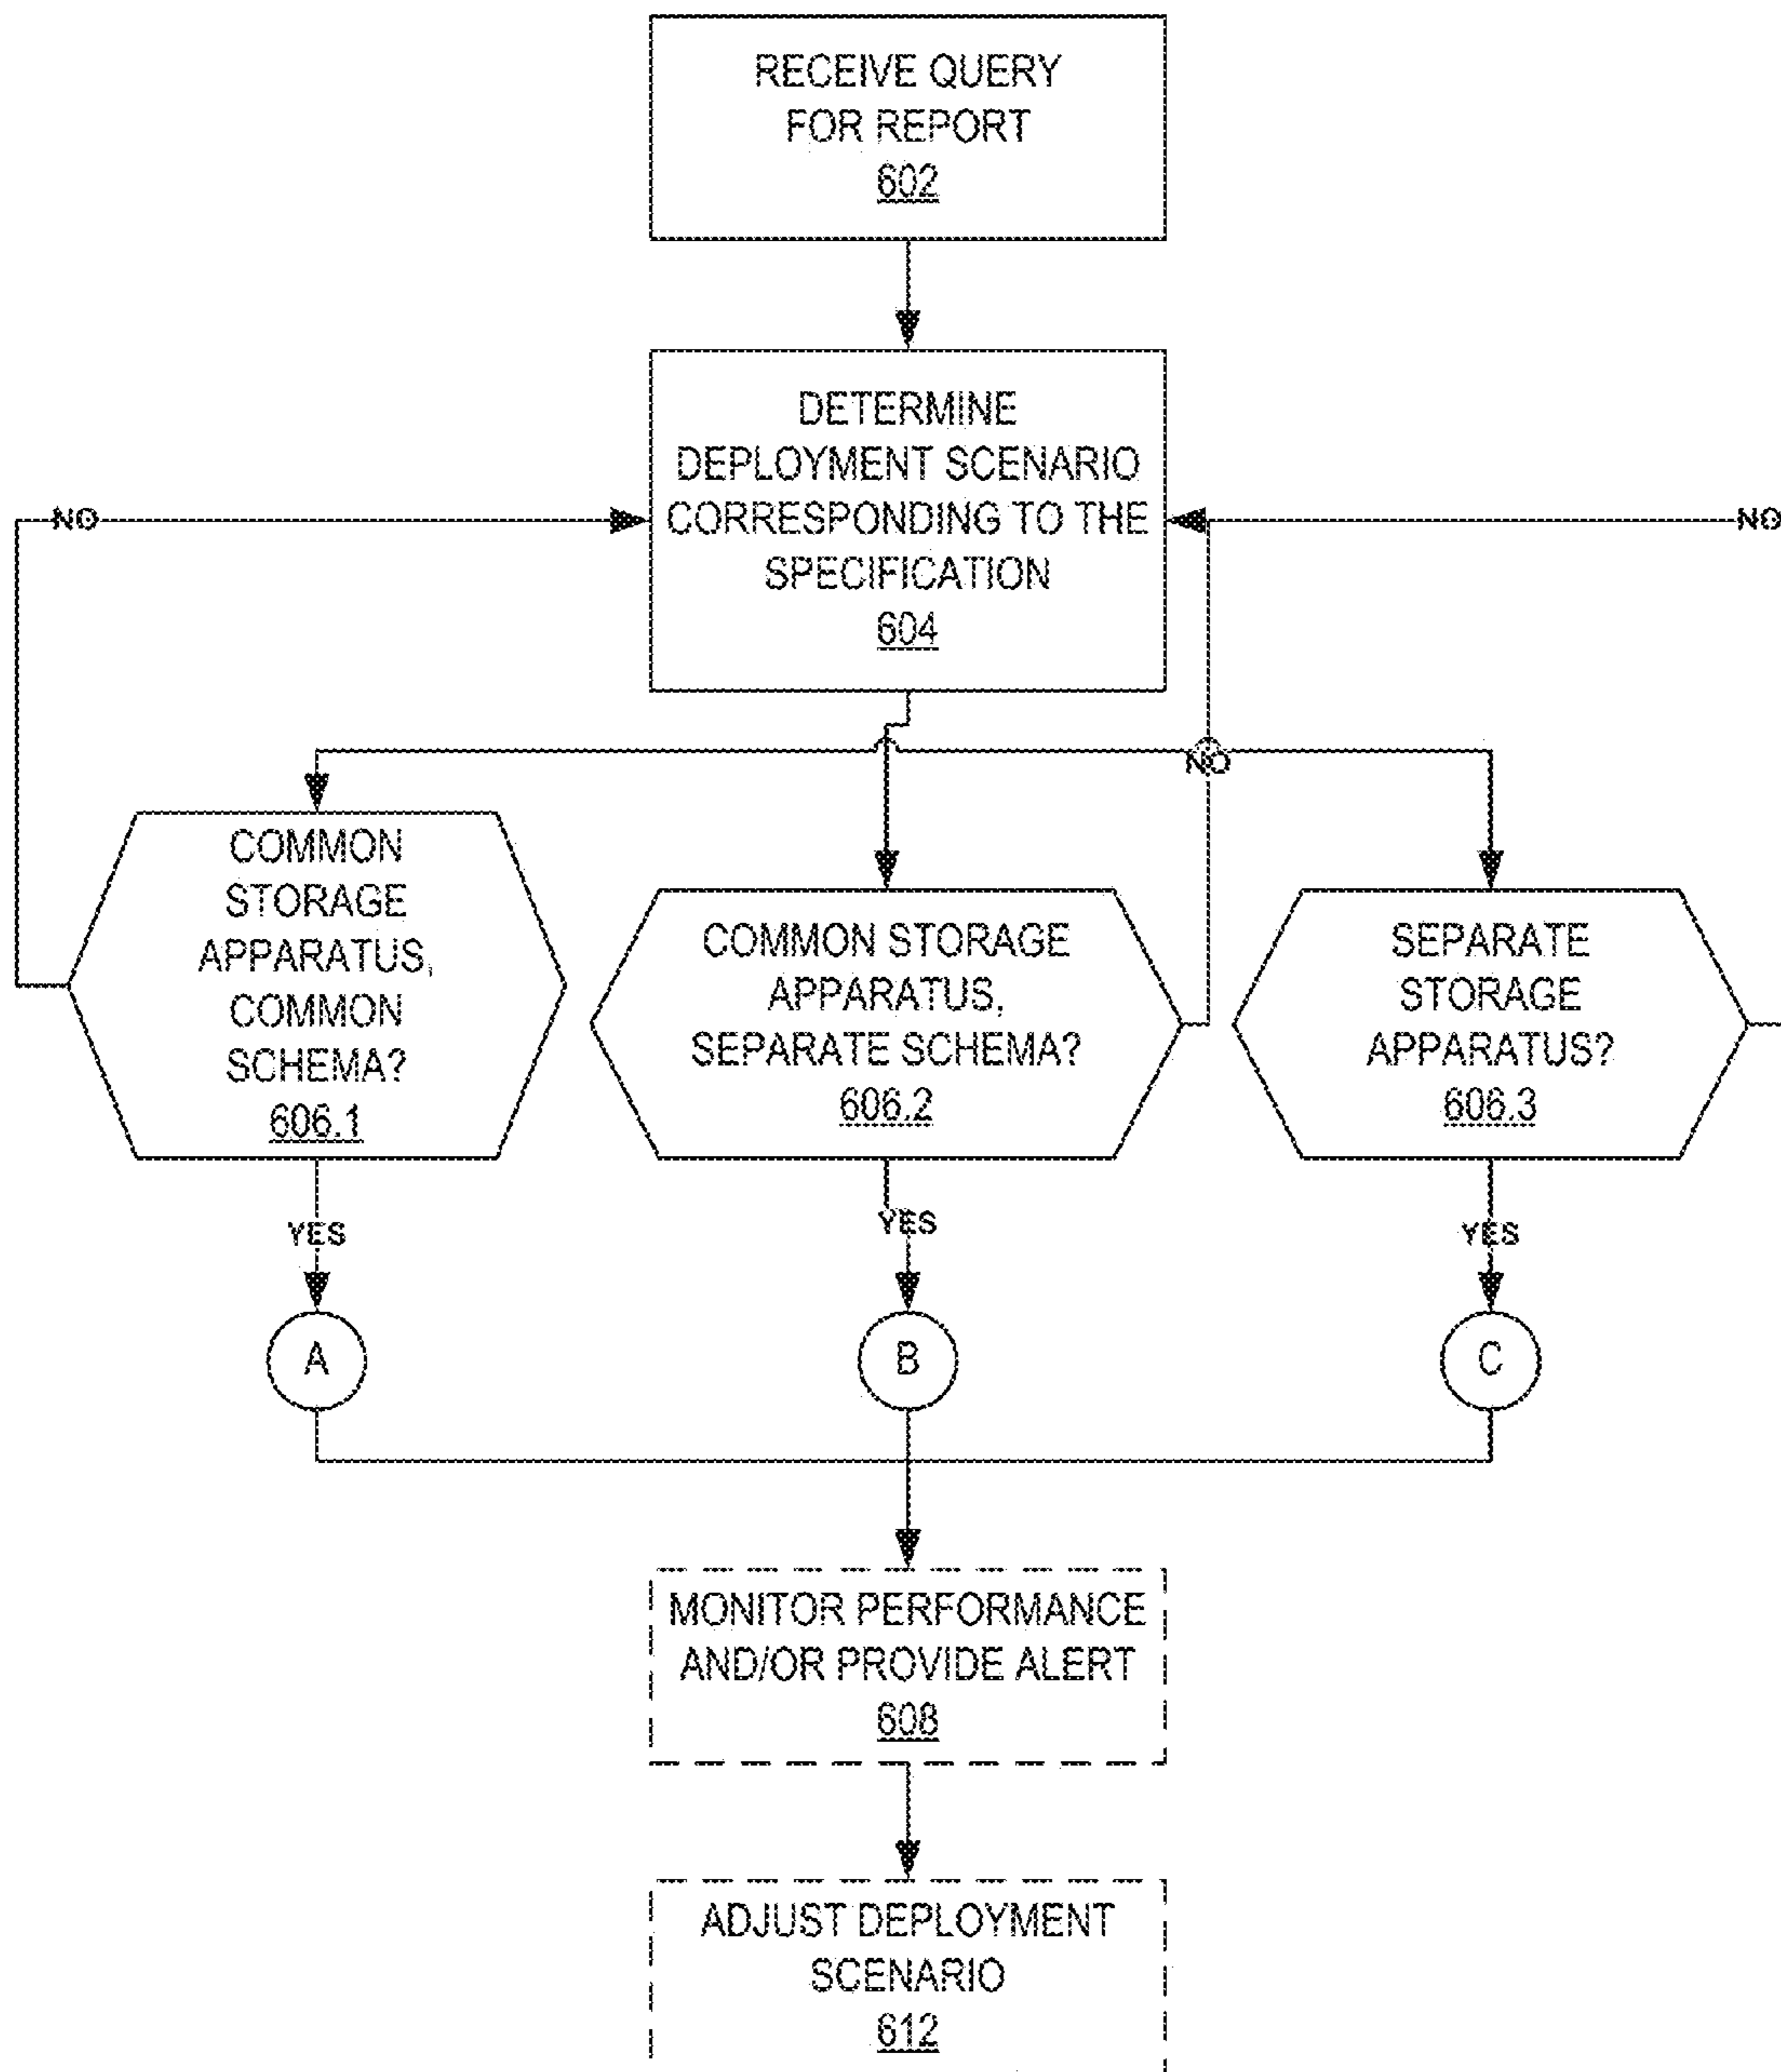 RECEIVE QUERY
FOR REPORT
602
DETERMINE
DEPLOYMENT SCENARIO
CORRESPONDING TO THE
SPECIFICATION
604
NO
NO
NO
COMMON
STORAGE
APPARATUS,
COMMON
SCHEMA?
606.1
COMMON STORAGE
APPARATUS,
SEPARATE SCHEMA?
606.2
SEPARATE
STORAGE
APPARATUS?
606.3
YES
YES
YES
A
B
C
MONITOR PERFORMANCE
AND/OR PROVIDE ALERT
608
ADJUST DEPLOYMENT
SCENARIO
612